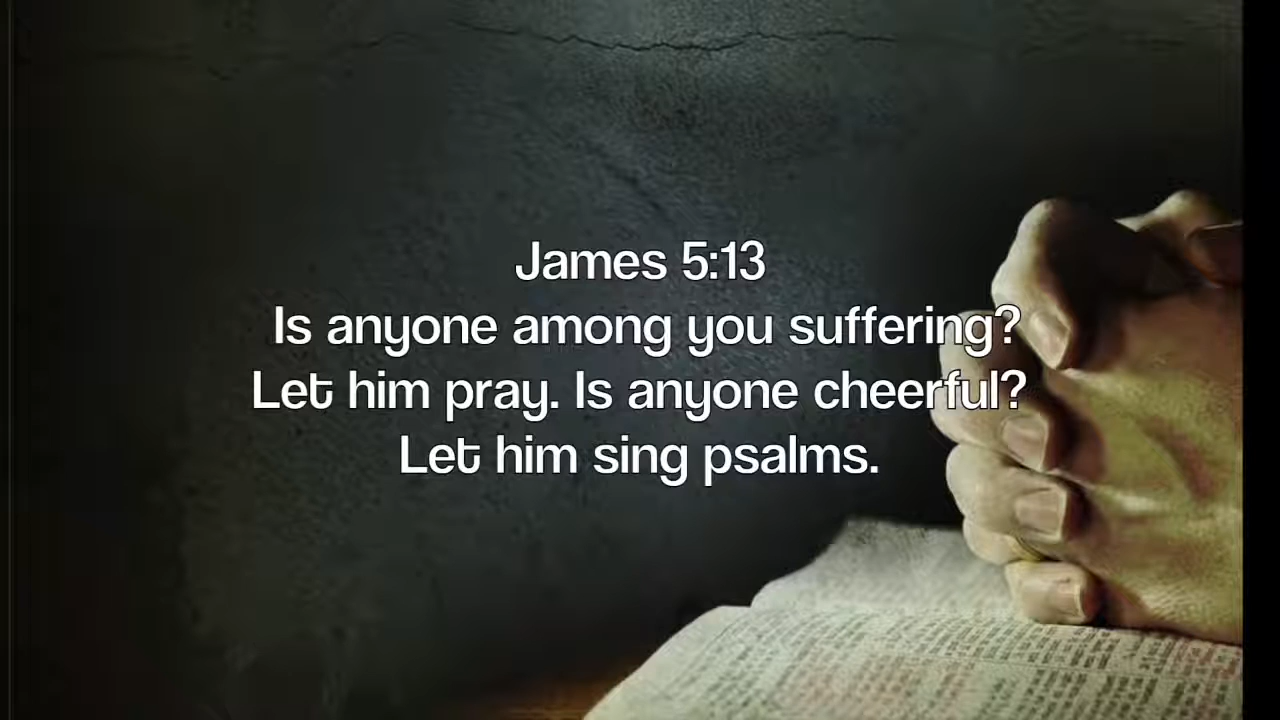 James 5:13
Is anyone among you suffering?
Let him pray. Is anyone cheerful?
Let him sing psalms.